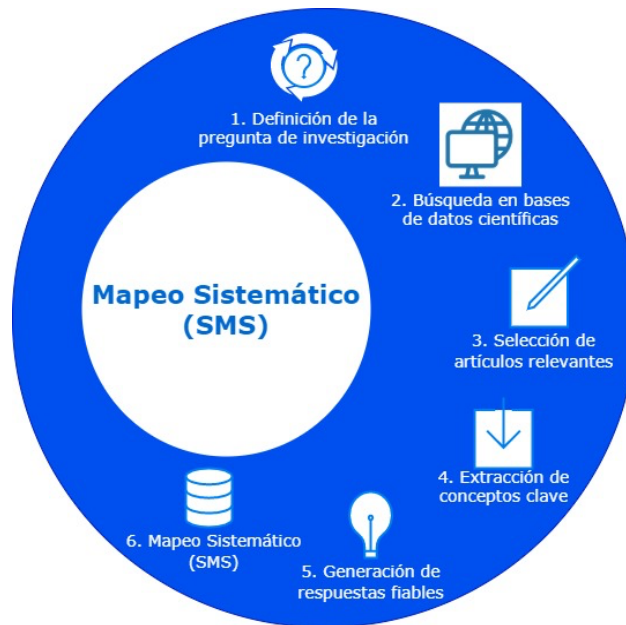 1. Definición de la
pregunta de investigación
2. Búsqueda en bases
de datos científicas
Mapeo Sistemático
(SMS)
3. Selección de
artículos relevantes
4. Extracción de
conceptos clave
5. Generación de
respuestas fiables
6. Mapeo Sistemático
(SMS)